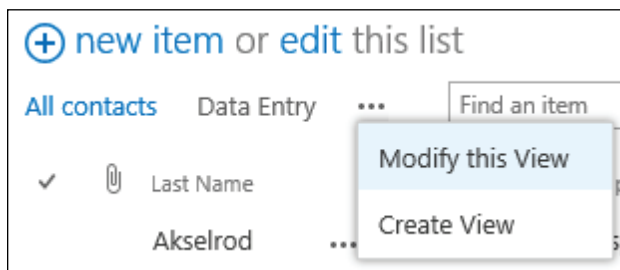 new item or edit this list
All contacts Data Entry ... Find an item
Modify this View
Last Name
Create View
Akselrod ...